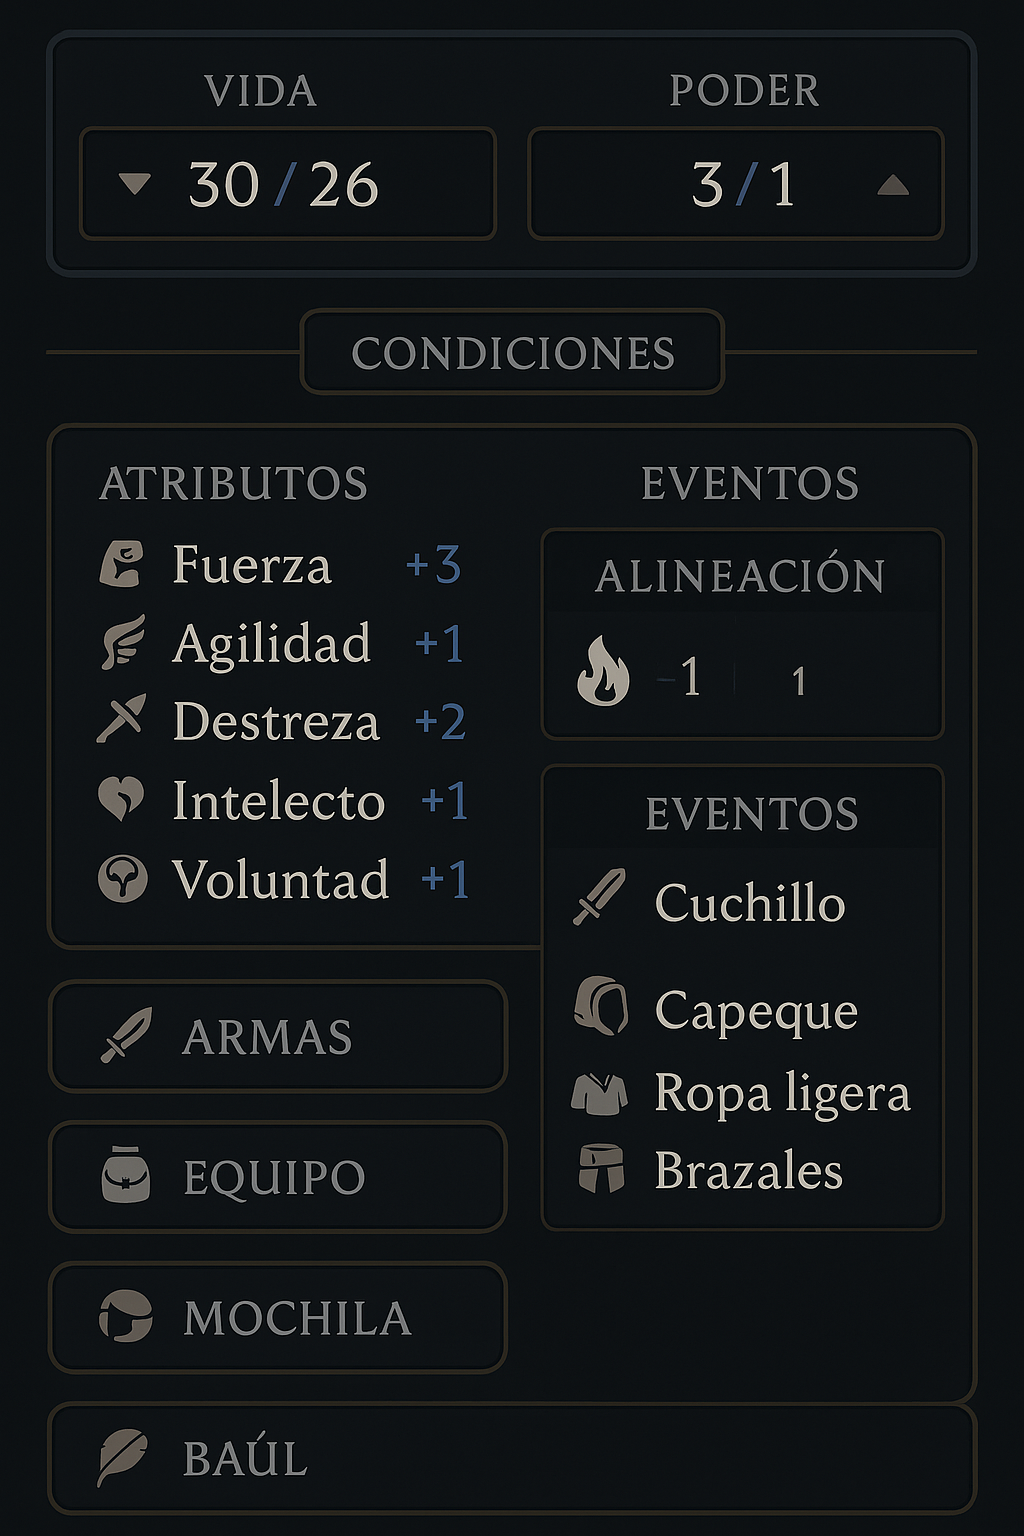 VIDA
30 / 26
PODER
3 / 1
CONDICIONES
ATRIBUTOS
Fuerza +3
Agilidad +1
Destreza +2
Intelecto +1
Voluntad +1
EVENTOS
ALINEACIÓN
-1 1
EVENTOS
Cuchillo
Capeque
Ropa ligera
Brazales
ARMAS
EQUIPO
MOCHILA
BAÚL